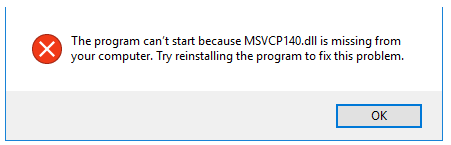 The program can't start because MSVCP140.dll is missing from
your computer. Try reinstalling the program to fix this problem.
OK